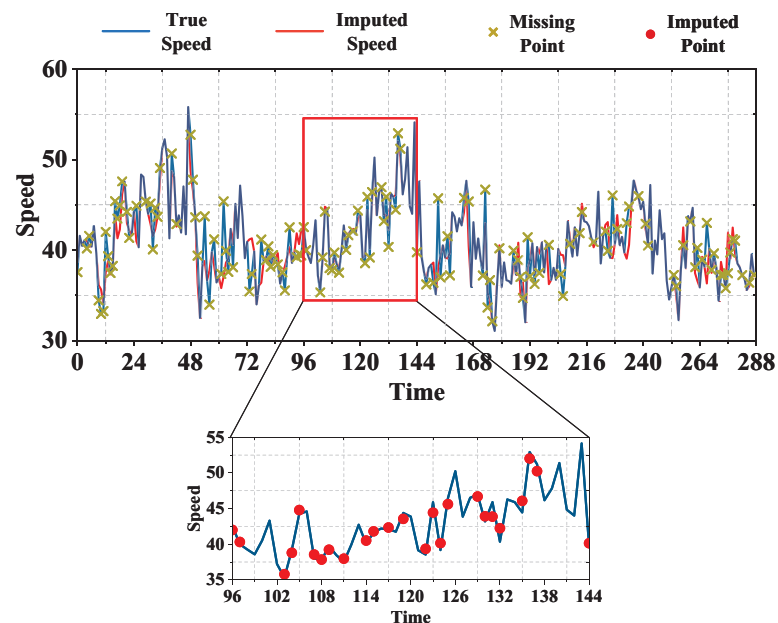 True Speed
Imputed Speed
Missing Point
Imputed Point
60
50
40
30
Speed
0 24 48 72 96 120 144 168 192 216 240 264 288
Time
55
50
45
40
35
Speed
96 102 108 114 120 126 132 138 144
Time